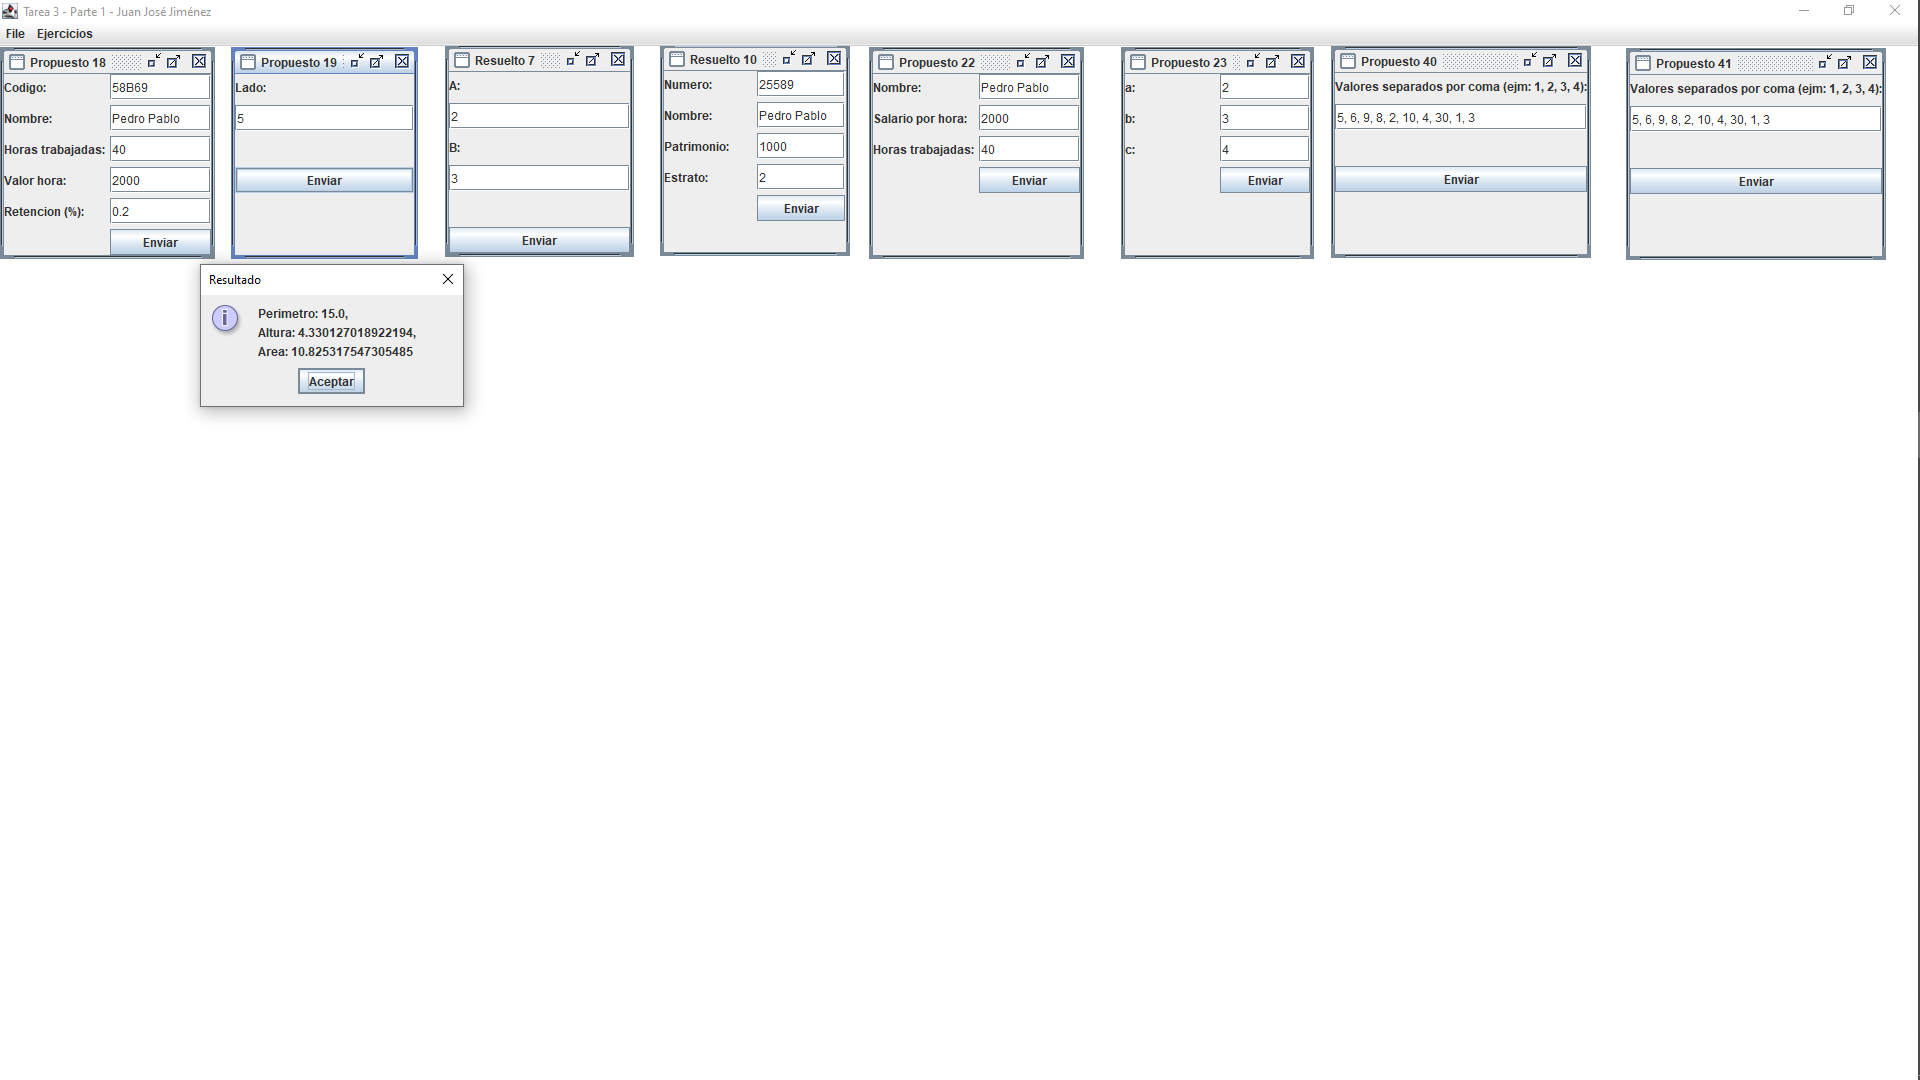 Tarea 3 - Parte 1 - Juan José Jiménez
File Ejercicios
Propuesto 18
Codigo: 58B69
Nombre: Pedro Pablo
Horas trabajadas: 40
Valor hora: 2000
Retencion (%): 0.2
Enviar
Propuesto 19
Lado:
5
Enviar
Resuelto 7
A:
2
B:
3
Enviar
Resuelto 10
Numero: 25589
Nombre: Pedro Pablo
Patrimonio: 1000
Estrato: 2
Enviar
Propuesto 22
Nombre: Pedro Pablo
Salario por hora: 2000
Horas trabajadas: 40
Enviar
Propuesto 23
a: 2
b: 3
c: 4
Enviar
Propuesto 40
Valores separados por coma (ejm: 1, 2, 3, 4):
5, 6, 9, 8, 2, 10, 4, 30, 1, 3
Enviar
Propuesto 41
Valores separados por coma (ejm: 1, 2, 3, 4):
5, 6, 9, 8, 2, 10, 4, 30, 1, 3
Enviar
Resultado
Perimetro: 15.0,
Altura: 4.330127018922194,
Area: 10.825317547305485
Aceptar